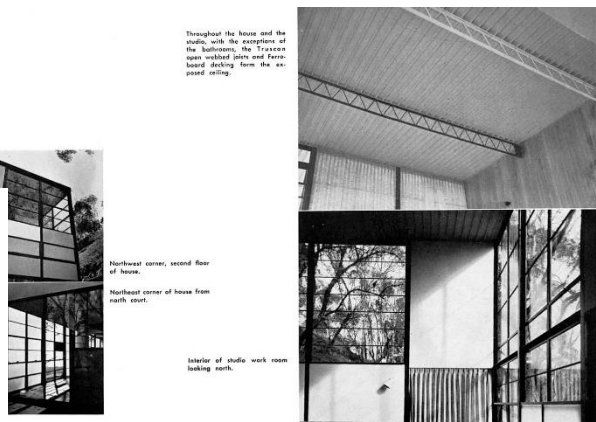 Throughout the house and the
studio, with the exceptions of
the bathrooms, the Truscon
open webbed joists and Ferro-
board decking form the ex-
posed ceiling.
Northwest corner, second floor
of house.
Northeast corner of house from
north court.
Interior of studio work room
looking north.